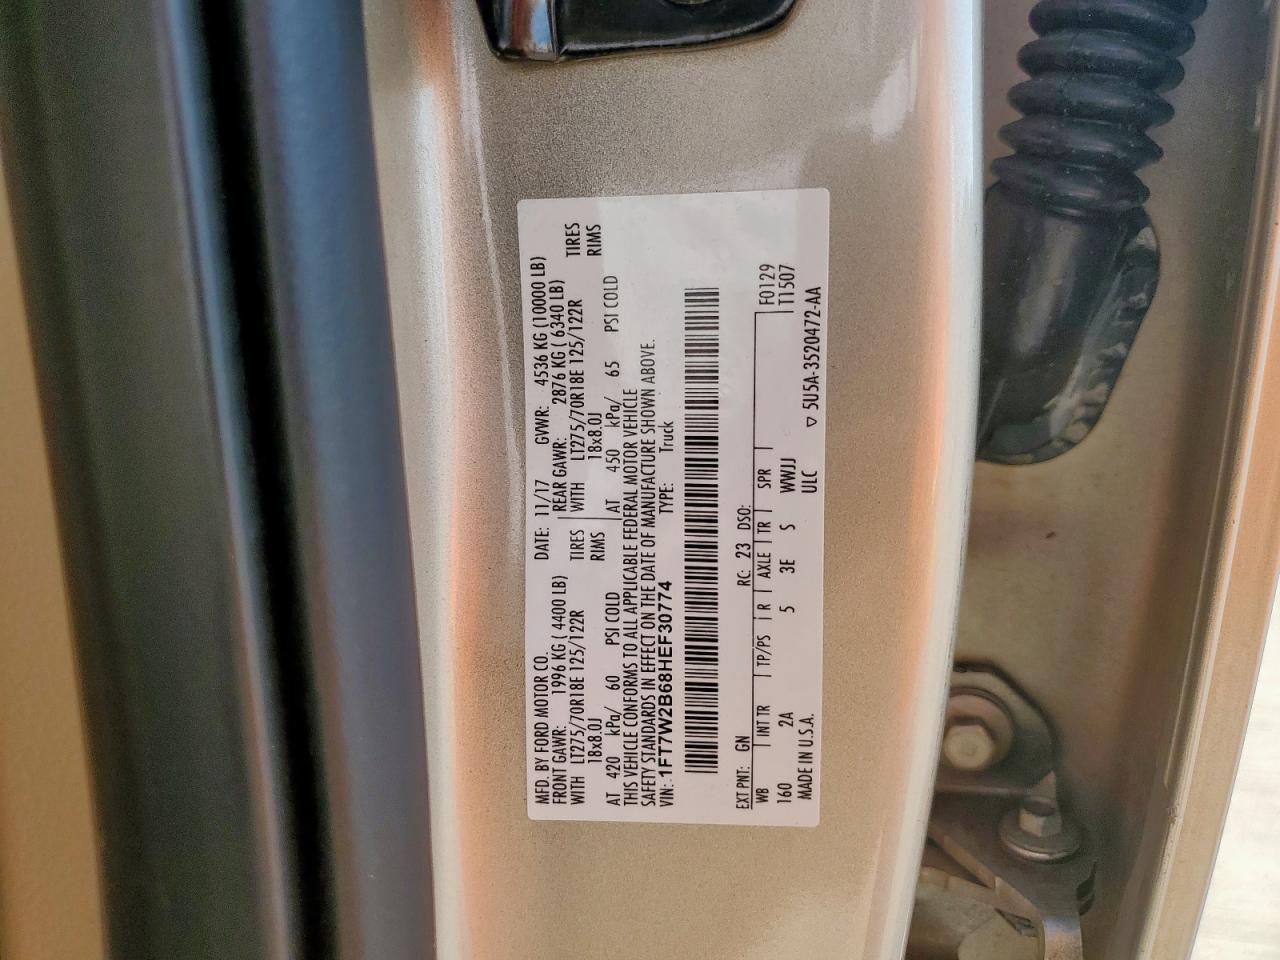 MFD. BY FORD MOTOR CO. DATE: 11/17 GVWR: 4536 KG (10000 LB)
FRONT GAWR: 1996 KG ( 4400 LB) REAR GAWR: 2876 KG ( 6340 LB)
WITH LT275/70R18E 125/122R TIRES WITH LT275/70R18E 125/122R TIRES
18x8.0J RIMS 18x8.0J RIMS
AT 420 kPa/ 60 PSI COLD AT 450 kPa/ 65 PSI COLD
THIS VEHICLE CONFORMS TO ALL APPLICABLE FEDERAL MOTOR VEHICLE
SAFETY STANDARDS IN EFFECT ON THE DATE OF MANUFACTURE SHOWN ABOVE.
VIN: 1FT7W2B68HEF30774 TYPE: Truck
EXT PNT: GN RC: 23 DSO:
WB INT TR TP/PS R AXLE TR SPR F0129
160 2A 5 3E S WWJJ T1507
MADE IN U.S.A. ULC ▽ 5U5A-3520472-AA